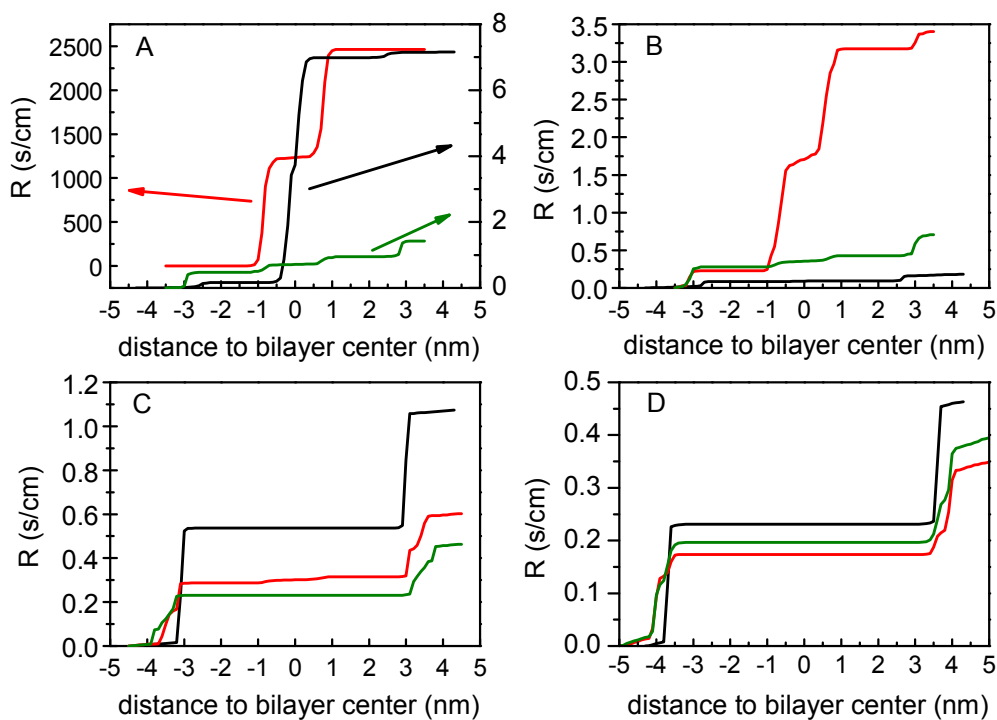 A
R (s/cm)
2500
2000
1500
1000
500
0
8
6
4
2
0
-5 -4 -3 -2 -1 0 1 2 3 4 5
distance to bilayer center (nm)
B
R (s/cm)
3.5
3.0
2.5
2.0
1.5
1.0
0.5
0.0
-5 -4 -3 -2 -1 0 1 2 3 4 5
distance to bilayer center (nm)
C
R (s/cm)
1.2
1.0
0.8
0.6
0.4
0.2
0.0
-5 -4 -3 -2 -1 0 1 2 3 4 5
distance to bilayer center (nm)
D
R (s/cm)
0.5
0.4
0.3
0.2
0.1
0.0
-5 -4 -3 -2 -1 0 1 2 3 4 5
distance to bilayer center (nm)